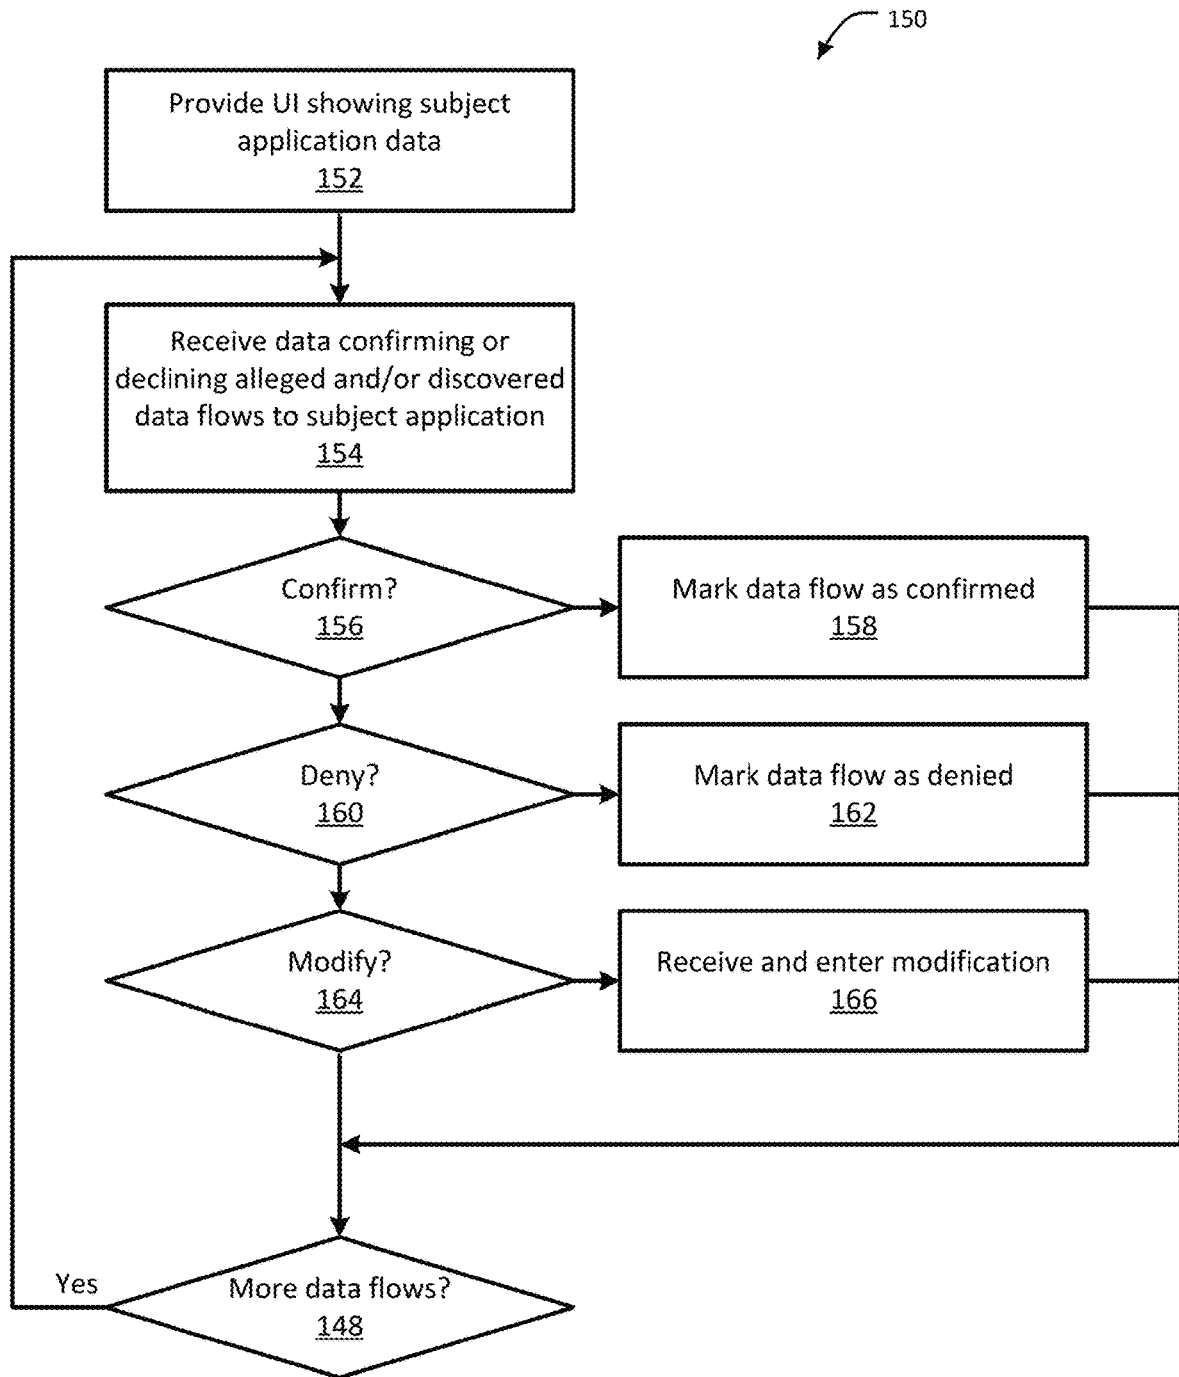 150
Provide UI showing subject
application data
152
Receive data confirming or
declining alleged and/or discovered
data flows to subject application
154
Confirm?
156
Mark data flow as confirmed
158
Deny?
160
Mark data flow as denied
162
Modify?
164
Receive and enter modification
166
Yes
More data flows?
148